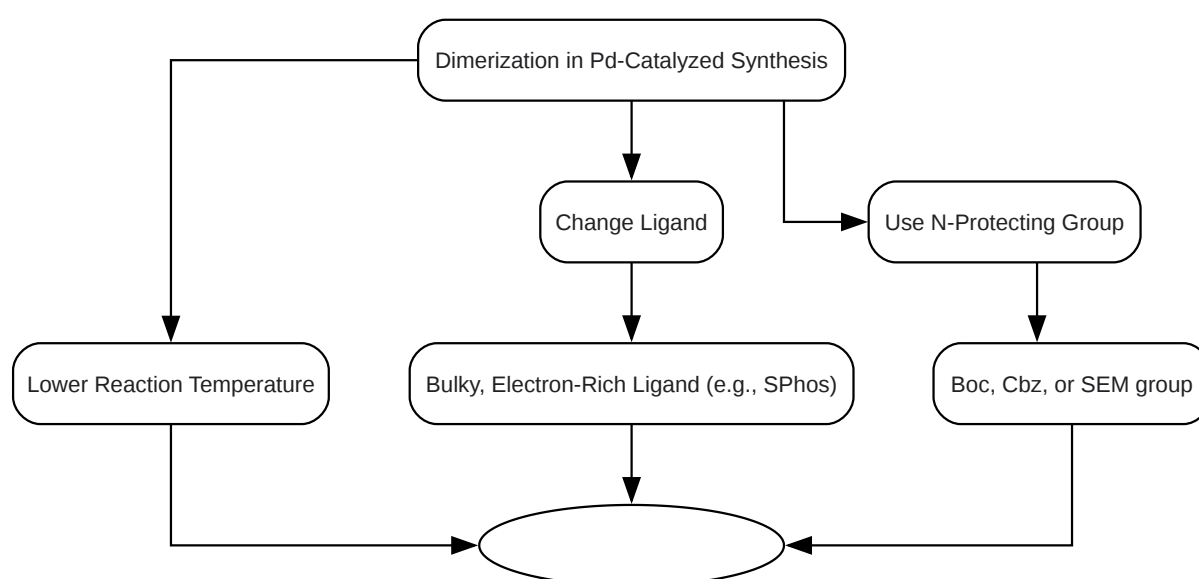 Dimerization in Pd-Catalyzed Synthesis
Change Ligand
Use N-Protecting Group
Lower Reaction Temperature
Bulky, Electron-Rich Ligand (e.g., SPhos)
Boc, Cbz, or SEM group